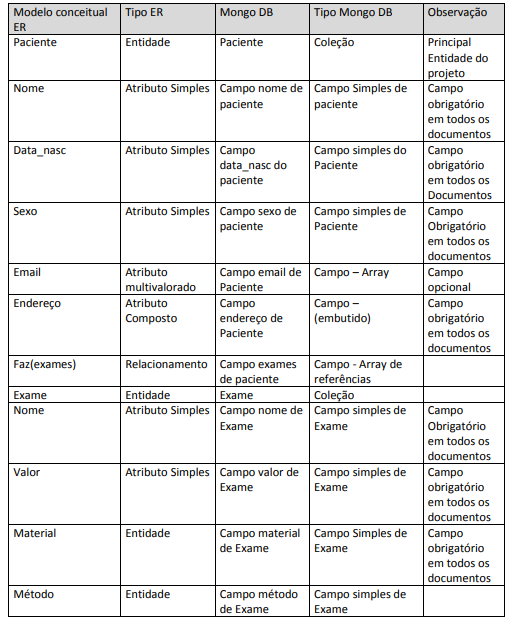 Modelo conceitual ER | Tipo ER | Mongo DB | Tipo Mongo DB | Observação
Paciente | Entidade | Paciente | Coleção | Principal Entidade do projeto
Nome | Atributo Simples | Campo nome de paciente | Campo Simples de paciente | Campo obrigatório em todos os documentos
Data_nasc | Atributo Simples | Campo data_nasc do paciente | Campo simples do Paciente | Campo obrigatório em todos os Documentos
Sexo | Atributo Simples | Campo sexo de paciente | Campo simples de Paciente | Campo Obrigatório em todos os documentos
Email | Atributo multivalorado | Campo email de Paciente | Campo – Array | Campo opcional
Endereço | Atributo Composto | Campo endereço de Paciente | Campo – (embutido) | Campo obrigatório em todos os documentos
Faz(exames) | Relacionamento | Campo exames de paciente | Campo - Array de referências
Exame | Entidade | Exame | Coleção
Nome | Atributo Simples | Campo nome de Exame | Campo simples de Exame | Campo Obrigatório em todos os documentos
Valor | Atributo Simples | Campo valor de Exame | Campo simples de Exame | Campo obrigatório em todos os documentos
Material | Entidade | Campo material de Exame | Campo Simples de Exame | Campo obrigatório em todos os documentos
Método | Entidade | Campo método de Exame | Campo simples de Exame